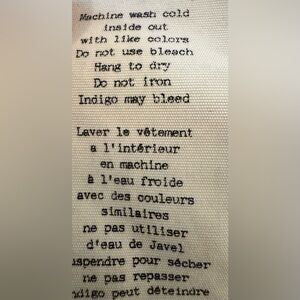 Machine wash cold
inside out
with like colors
Do not use bleach
Hang to dry
Do not iron
Indigo may bleed
Laver le vêtement
a l'intérieur
en machine
à l'eau froide
avec des couleurs
similaires
ne pas utiliser
d'eau de Javel
uspendre pour sécher
ne pas repasser
ndigo peut déteindre